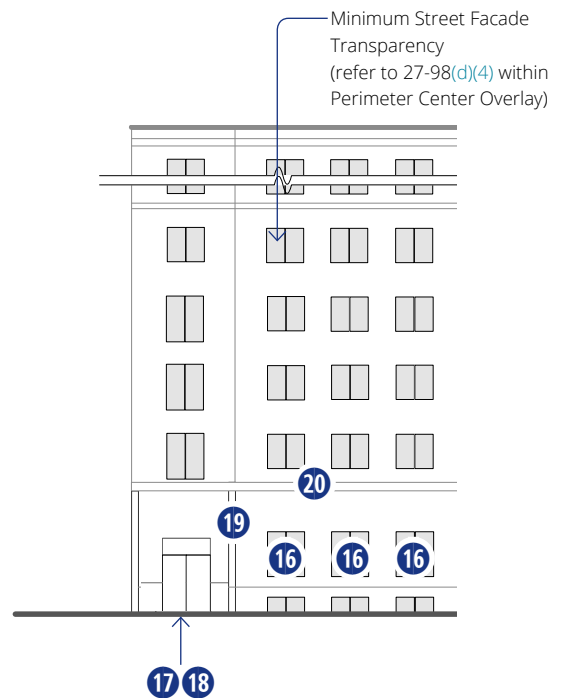 Minimum Street Facade
Transparency
(refer to 27-98(d)(4) within
Perimeter Center Overlay)
20
19
16 16 16
17 18